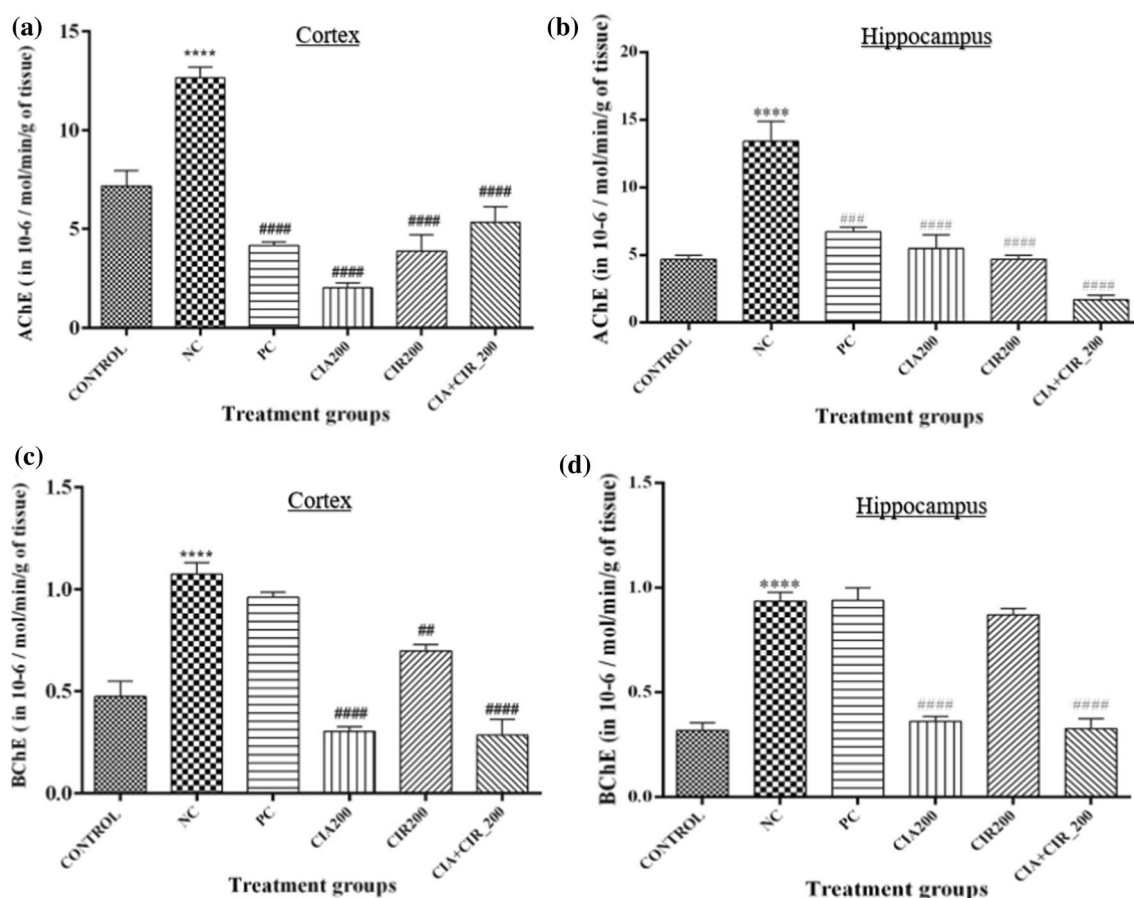 (a)
Cortex
AChE ( in 10-6 / mol/min/g of tissue)
15
10
5
0
****
####
####
####
####
CONTROL
NC
PC
CIA200
CIR200
CIA+CIR_200
Treatment groups
(b)
Hippocampus
AChE (in 10-6 / mol/min/g of tissue)
20
15
10
5
0
****
###
####
####
####
CONTROL
NC
PC
CIA200
CIR200
CIA+CIR_200
Treatment groups
(c)
Cortex
BChE ( in 10-6 / mol/min/g of tissue)
1.5
1.0
0.5
0.0
****
####
##
####
CONTROL
NC
PC
CIA200
CIR200
CIA+CIR_200
Treatment groups
(d)
Hippocampus
BChE (in 10-6 / mol/min/g of tissue)
1.5
1.0
0.5
0.0
****
####
####
CONTROL
NC
PC
CIA200
CIR200
CIA+CIR_200
Treatment groups